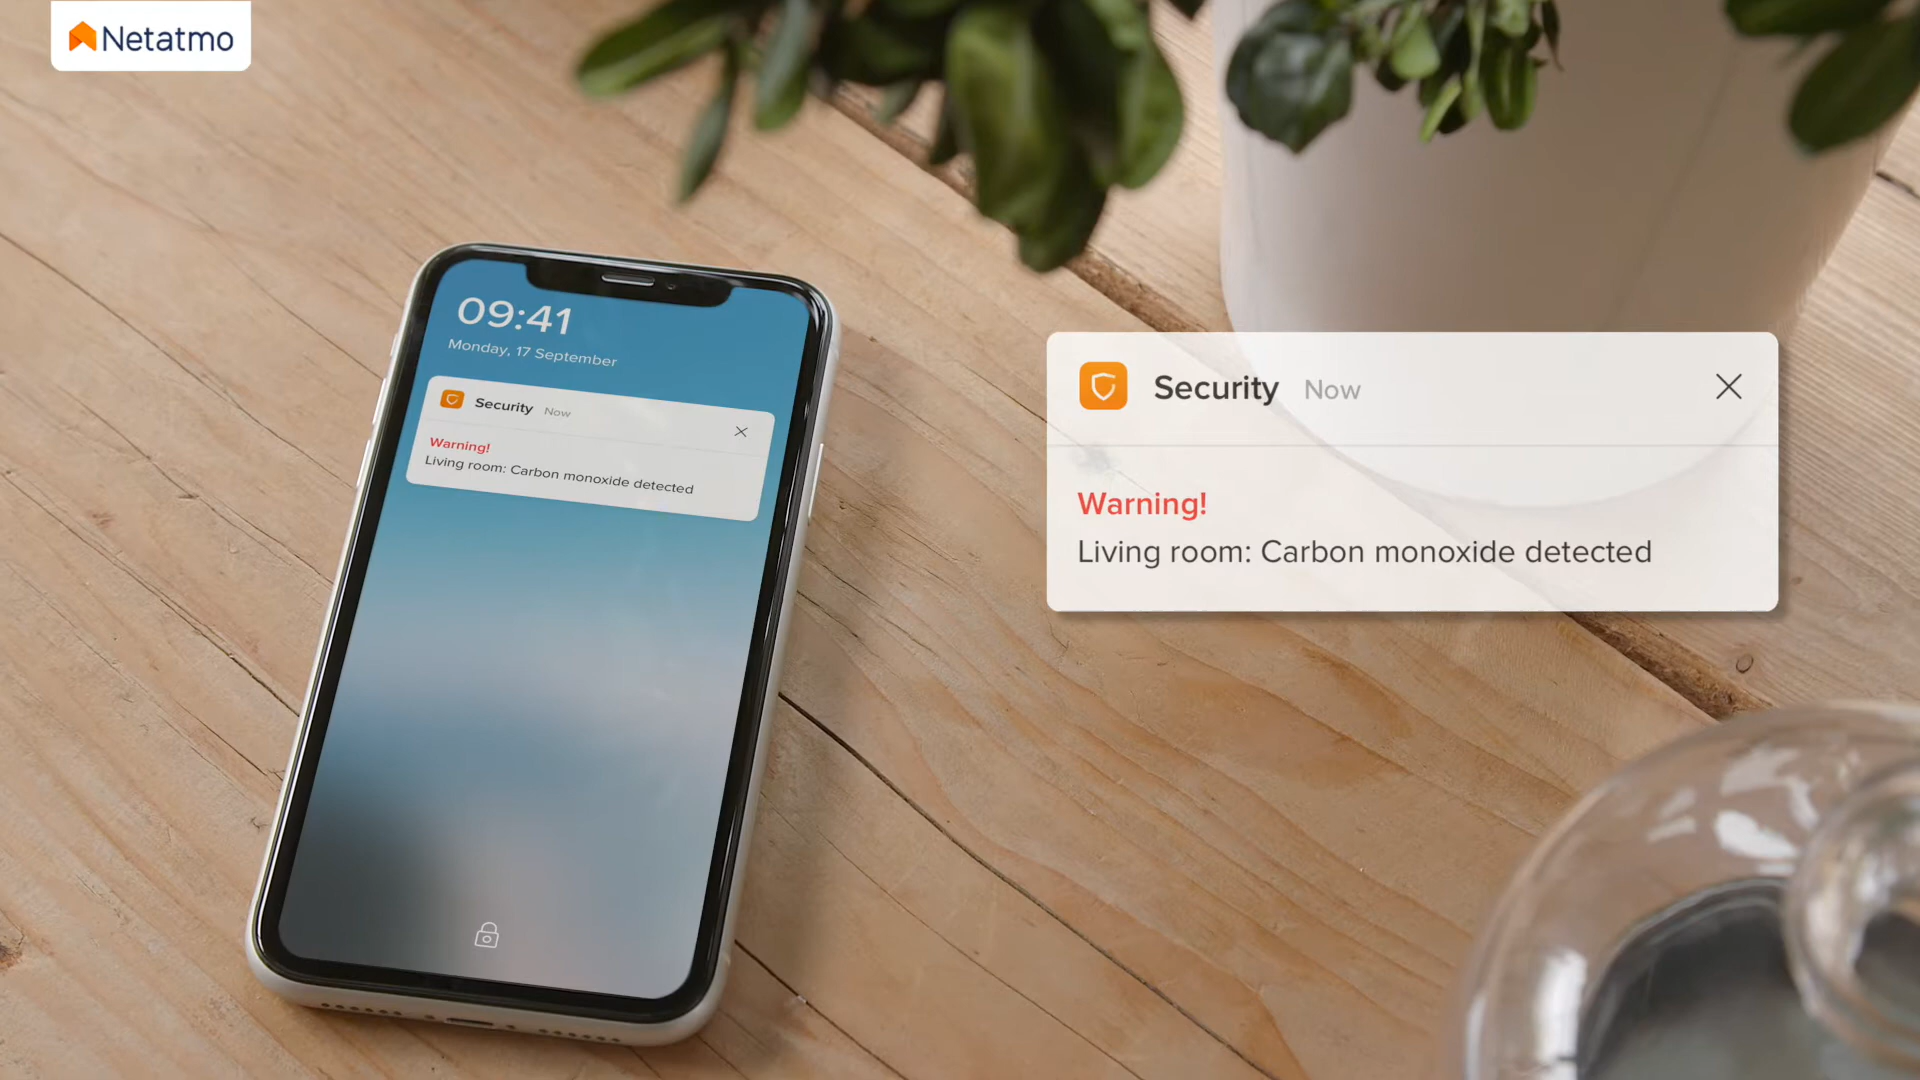 Netatmo
09:41
Monday, 17 September
Security Now
Warning!
Living room: Carbon monoxide detected
Security Now
Warning!
Living room: Carbon monoxide detected